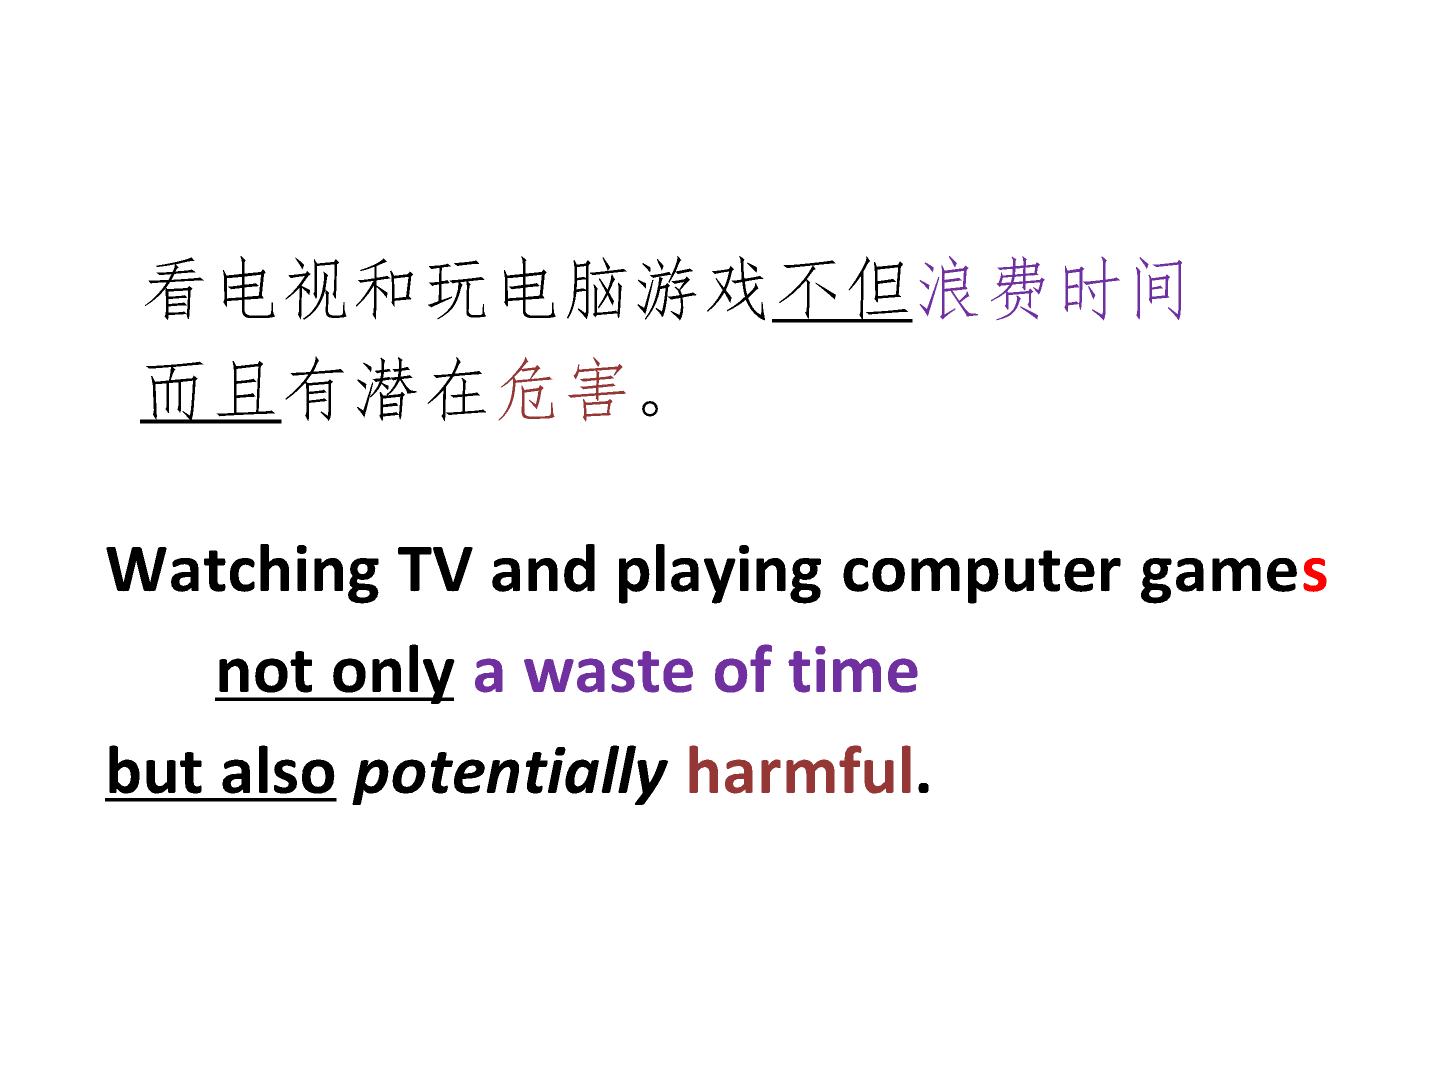 看电视和玩电脑游戏不但浪费时间
而且有潜在危害。
Watching TV and playing computer games
not only a waste of time
but also potentially harmful.